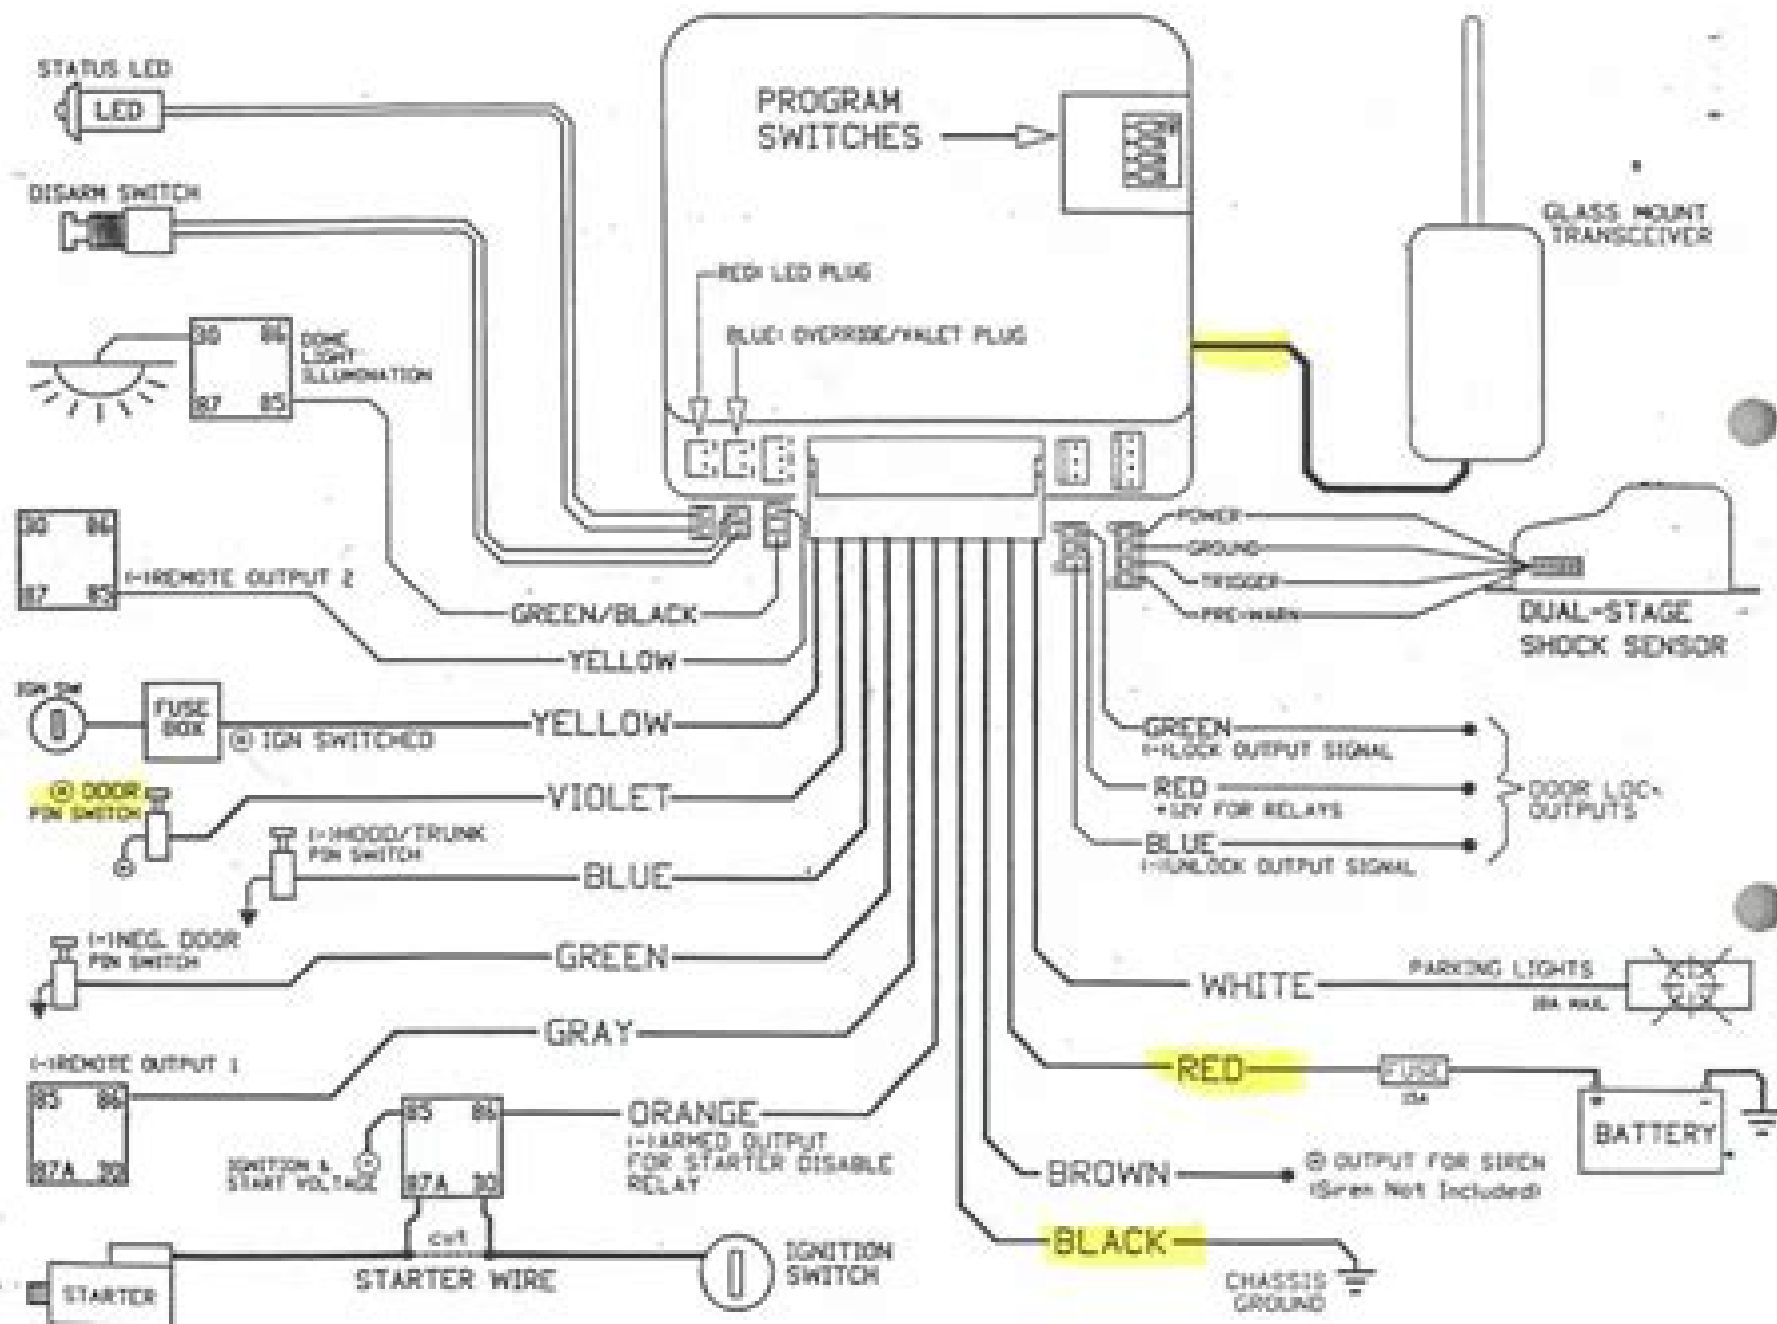 STATUS LED
LED
DISARM SWITCH
PROGRAM
SWITCHES
GLASS MOUNT
TRANSCEIVER
RED: LED PLUG
BLUE: OVERRIDE/VALET PLUG
30 86
87 85
DOME
LIGHT
ILLUMINATION
30 86
87 85
(-)REMOTE OUTPUT 2
GREEN/BLACK
YELLOW
POWER
GROUND
TRIGGER
PRE-WARN
DUAL-STAGE
SHOCK SENSOR
IGN SW
FUSE
BOX
(+) IGN SWITCHED
YELLOW
(+) DOOR
PIN SWITCH
VIOLET
(-)HOOD/TRUNK
PIN SWITCH
BLUE
(-)NEG. DOOR
PIN SWITCH
GREEN
GRAY
(-)REMOTE OUTPUT 1
85 86
87A 30
85 86
87A 30
IGNITION &
START VOLTAGE
ORANGE
(-)ARMED OUTPUT
FOR STARTER DISABLE
RELAY
cut
STARTER WIRE
STARTER
IGNITION
SWITCH
GREEN
(-)LOCK OUTPUT SIGNAL
RED
+12V FOR RELAYS
BLUE
(-)UNLOCK OUTPUT SIGNAL
DOOR LOCK
OUTPUTS
WHITE
PARKING LIGHTS
10A MAX.
RED
FUSE
15A
+ -
BATTERY
BROWN
(+) OUTPUT FOR SIREN
(Siren Not Included)
BLACK
CHASSIS
GROUND